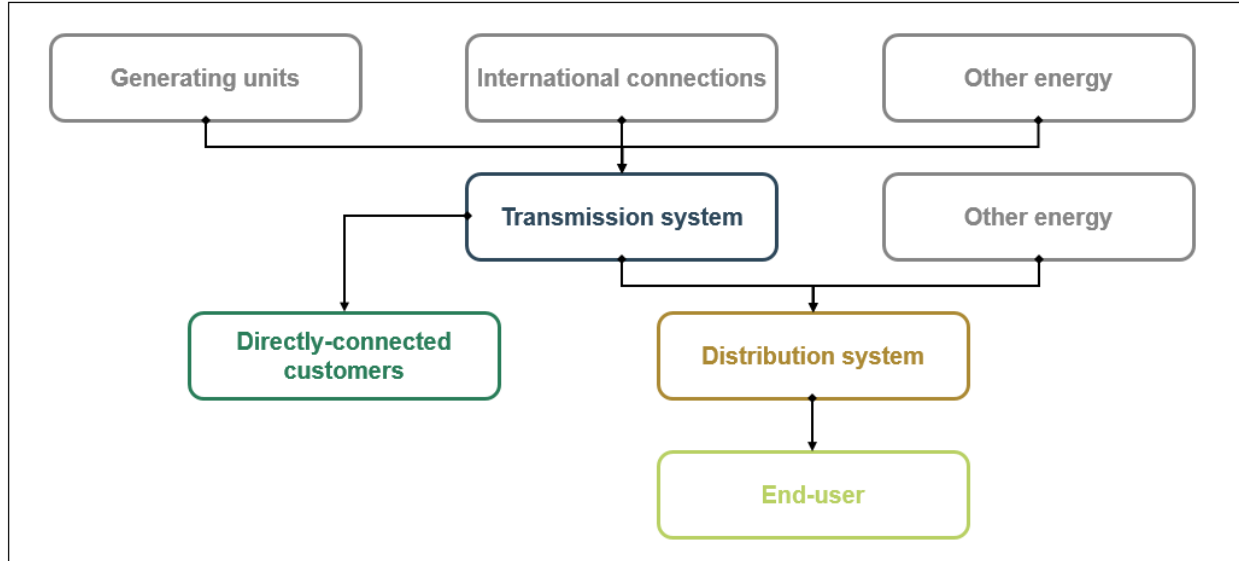 Generating units
International connections
Other energy
Transmission system
Other energy
Directly-connected
customers
Distribution system
End-user